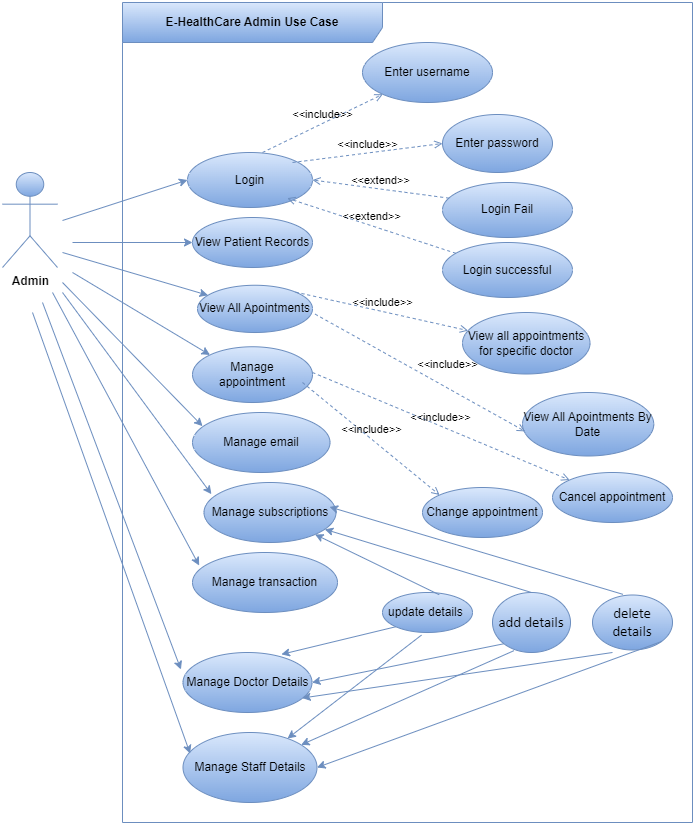 E-HealthCare Admin Use Case
Enter username
<<include>>
<<include>>
Enter password
Login
<<extend>>
Login Fail
<<extend>>
Admin
View Patient Records
Login successful
View All Apointments
<<include>>
View all appointments
for specific doctor
<<include>>
Manage
appointment
<<include>>
View All Apointments By
Date
<<include>>
Manage email
Cancel appointment
Manage subscriptions
Change appointment
Manage transaction
update details
add details
delete
details
Manage Doctor Details
Manage Staff Details